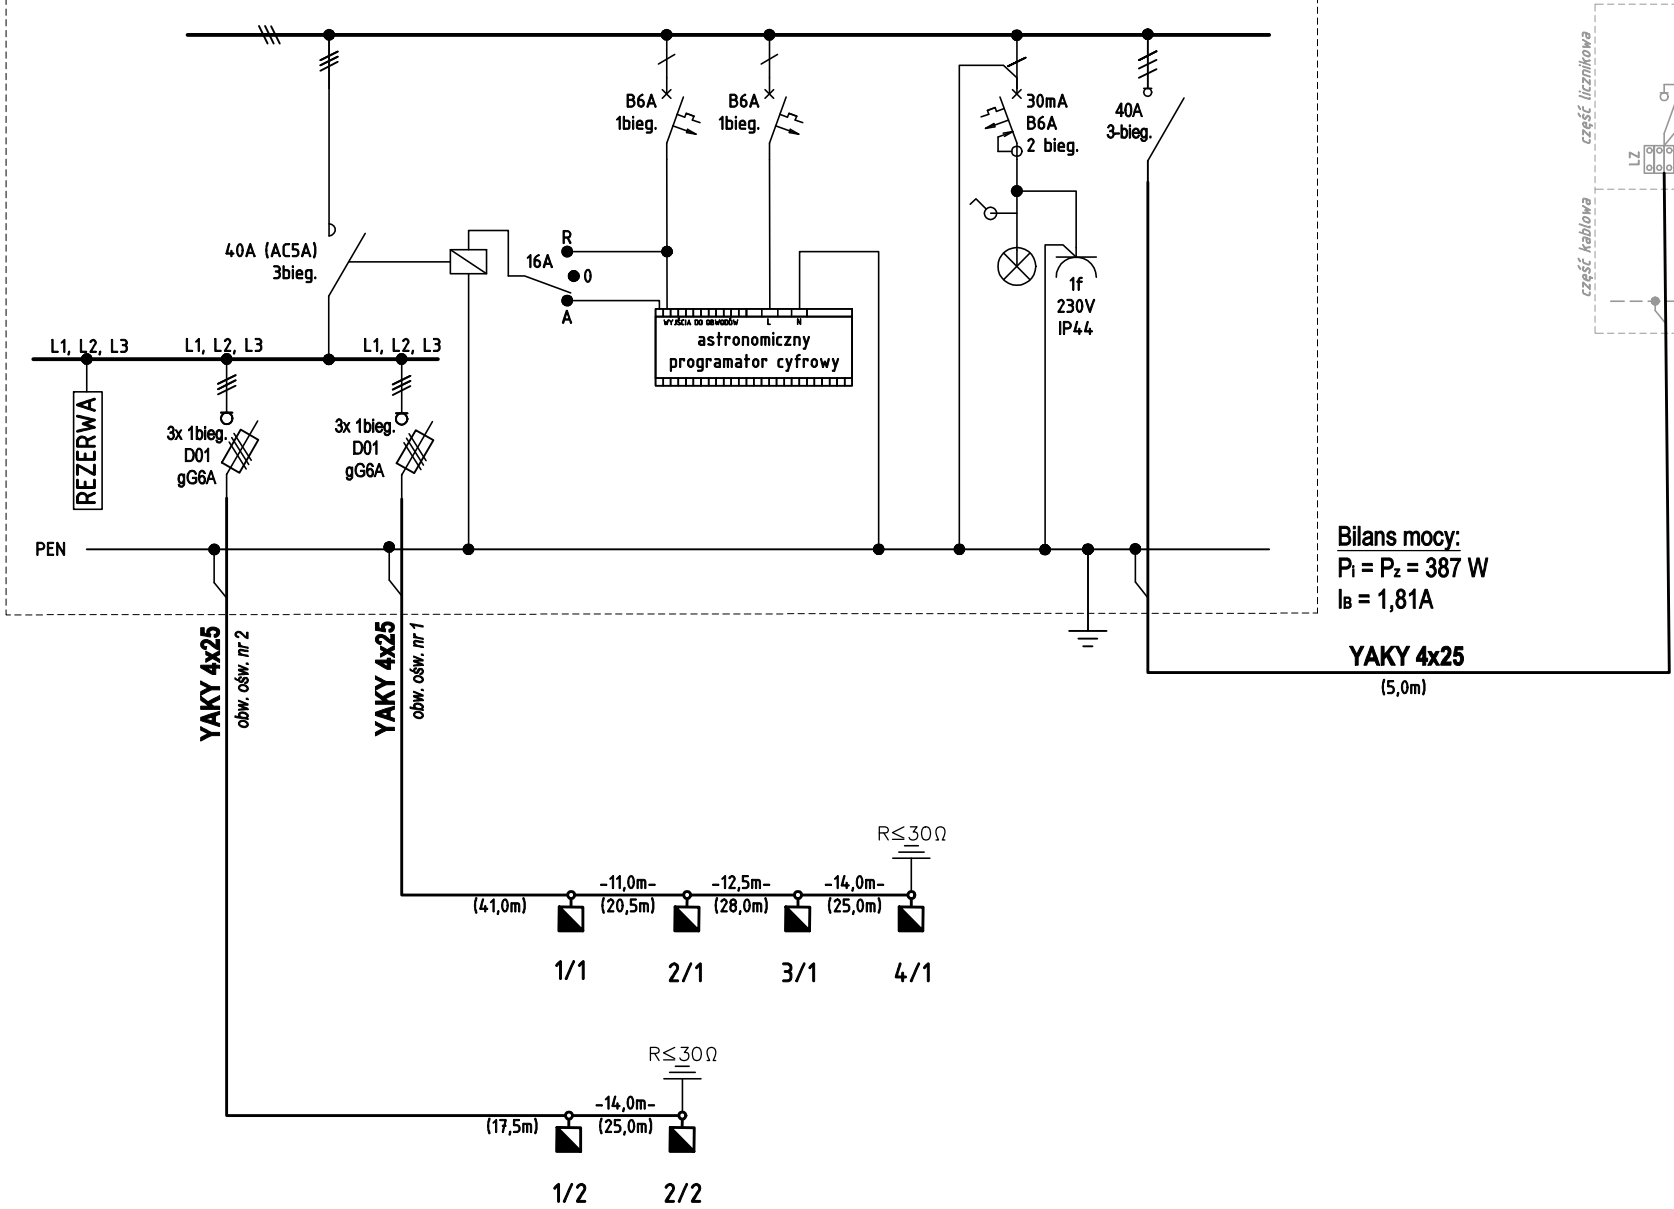 część licznikowa
LZ
część kablowa
B6A
1bieg.
B6A
1bieg.
30mA
B6A
2 bieg.
40A
3-bieg.
40A (AC5A)
3bieg.
16A
R
0
A
WYJŚCIA DO OBWODÓW L N
astronomiczny
programator cyfrowy
1f
230V
IP44
L1, L2, L3
L1, L2, L3
L1, L2, L3
REZERWA
3x 1bieg.
D01
gG6A
3x 1bieg.
D01
gG6A
PEN
Bilans mocy:
Pi = Pz = 387 W
IB = 1,81A
YAKY 4x25
(5,0m)
YAKY 4x25
obw. ośw. nr 2
YAKY 4x25
obw. ośw. nr 1
R≤30Ω
-11,0m-
-12,5m-
-14,0m-
(41,0m)
(20,5m)
(28,0m)
(25,0m)
1/1
2/1
3/1
4/1
R≤30Ω
-14,0m-
(17,5m)
(25,0m)
1/2
2/2